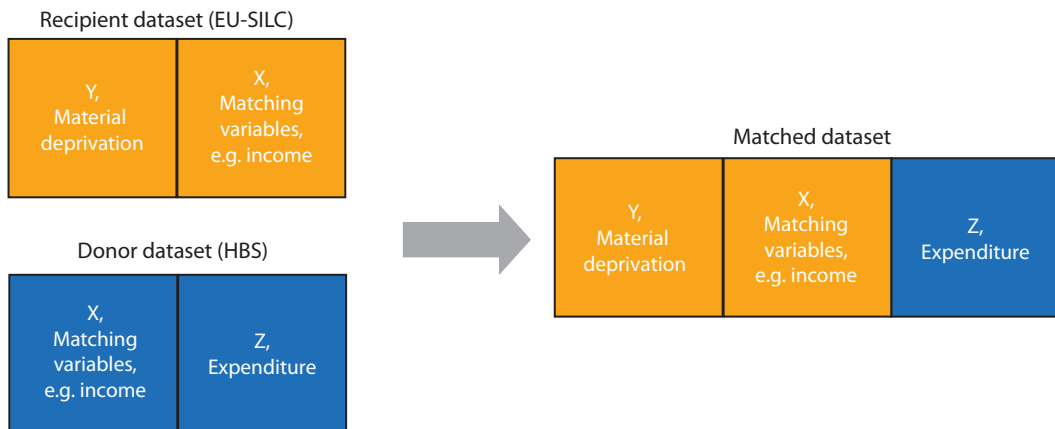 Recipient dataset (EU-SILC)
Y,
Material
deprivation
X,
Matching
variables,
e.g. income
Donor dataset (HBS)
X,
Matching
variables,
e.g. income
Z,
Expenditure
Matched dataset
Y,
Material
deprivation
X,
Matching
variables,
e.g. income
Z,
Expenditure